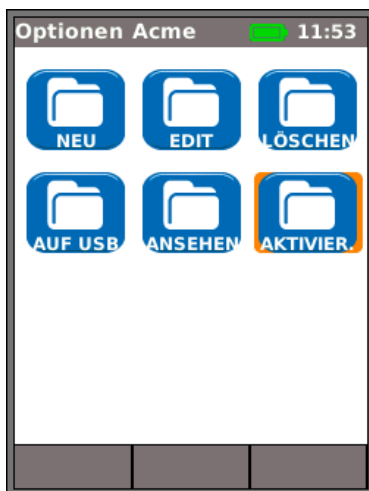 Optionen Acme 11:53
NEU EDIT LÖSCHEN
AUF USB ANSEHEN AKTIVIER.